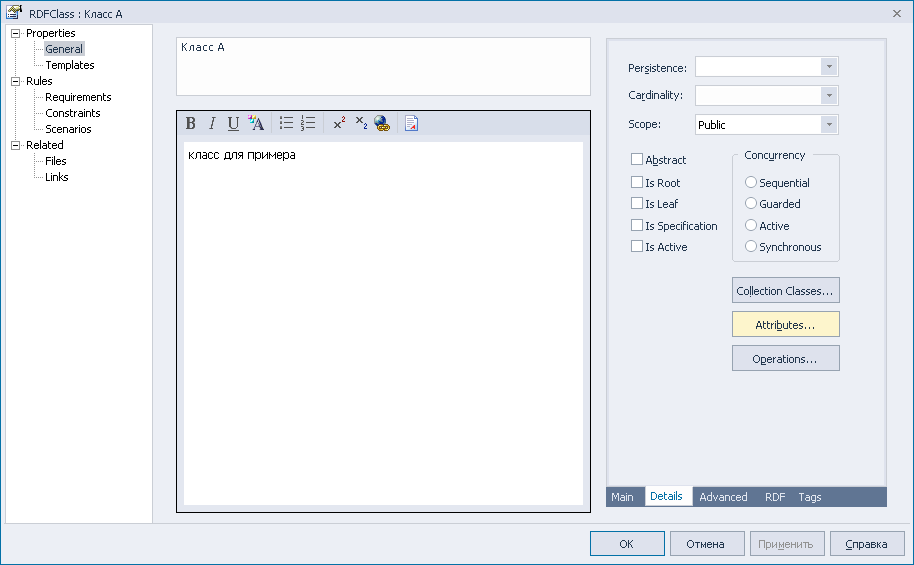 RDFClass : Класс А
Properties
General
Templates
Rules
Requirements
Constraints
Scenarios
Related
Files
Links
Класс А
B I U A x² x₂
класс для примера
Persistence:
Cardinality:
Scope: Public
Abstract
Is Root
Is Leaf
Is Specification
Is Active
Concurrency
Sequential
Guarded
Active
Synchronous
Collection Classes...
Attributes...
Operations...
Main Details Advanced RDF Tags
OK Отмена Применить Справка